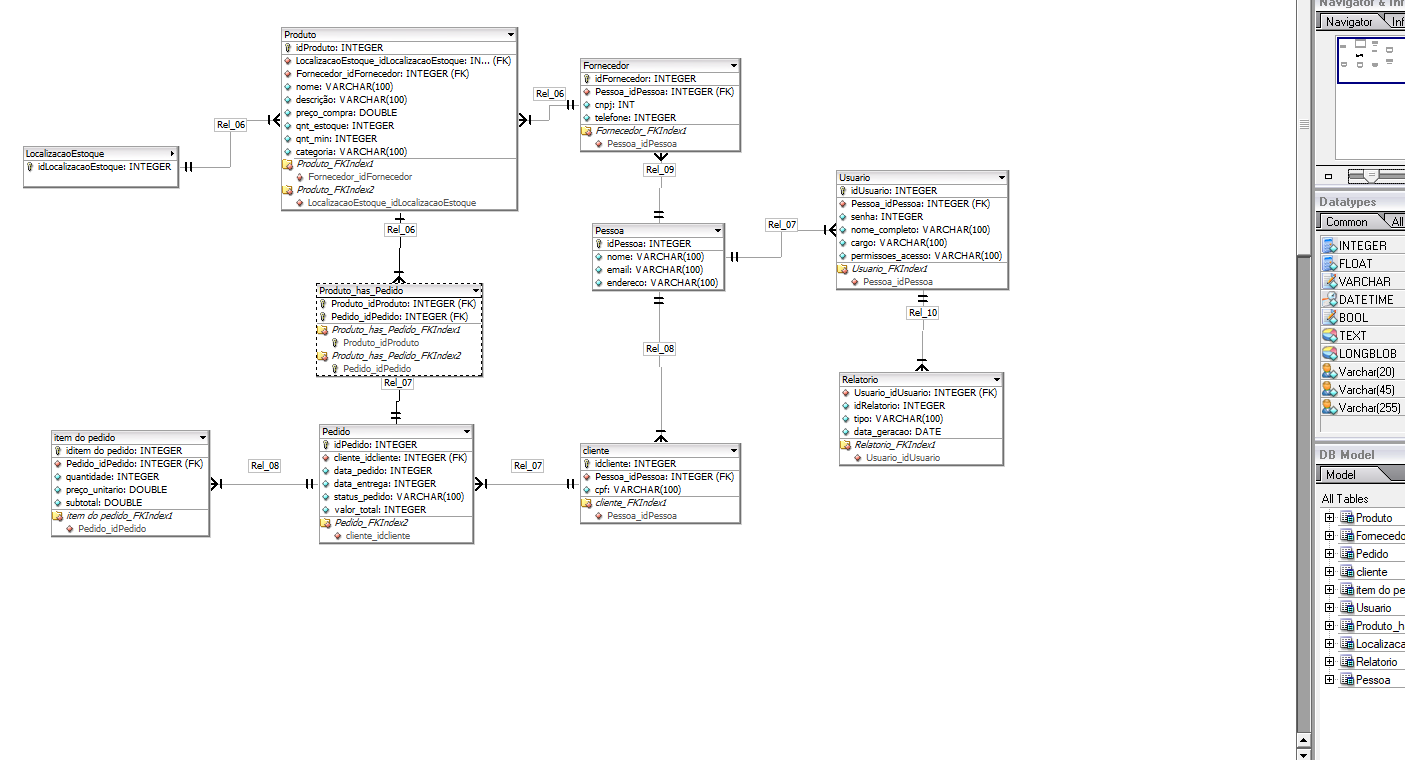 Produto
idProduto: INTEGER
LocalizacaoEstoque_idLocalizacaoEstoque: IN... (FK)
Fornecedor_idFornecedor: INTEGER (FK)
nome: VARCHAR(100)
descrição: VARCHAR(100)
preço_compra: DOUBLE
qnt_estoque: INTEGER
qnt_min: INTEGER
categoria: VARCHAR(100)
Produto_FKIndex1
Fornecedor_idFornecedor
Produto_FKIndex2
LocalizacaoEstoque_idLocalizacaoEstoque
Rel_06
LocalizacaoEstoque
idLocalizacaoEstoque: INTEGER
Rel_06
Fornecedor
idFornecedor: INTEGER
Pessoa_idPessoa: INTEGER (FK)
cnpj: INT
telefone: INTEGER
Fornecedor_FKIndex1
Pessoa_idPessoa
Rel_09
Pessoa
idPessoa: INTEGER
nome: VARCHAR(100)
email: VARCHAR(100)
endereco: VARCHAR(100)
Rel_07
Usuario
idUsuario: INTEGER
Pessoa_idPessoa: INTEGER (FK)
senha: INTEGER
nome_completo: VARCHAR(100)
cargo: VARCHAR(100)
permissoes_acesso: VARCHAR(100)
Usuario_FKIndex1
Pessoa_idPessoa
Rel_10
Relatorio
Usuario_idUsuario: INTEGER (FK)
idRelatorio: INTEGER
tipo: VARCHAR(100)
data_geracao: DATE
Relatorio_FKIndex1
Usuario_idUsuario
Rel_06
Produto_has_Pedido
Produto_idProduto: INTEGER (FK)
Pedido_idPedido: INTEGER (FK)
Produto_has_Pedido_FKIndex1
Produto_idProduto
Produto_has_Pedido_FKIndex2
Pedido_idPedido
Rel_07
Rel_08
item do pedido
iditem do pedido: INTEGER
Pedido_idPedido: INTEGER (FK)
quantidade: INTEGER
preço_unitario: DOUBLE
subtotal: DOUBLE
item do pedido_FKIndex1
Pedido_idPedido
Rel_08
Pedido
idPedido: INTEGER
cliente_idcliente: INTEGER (FK)
data_pedido: INTEGER
data_entrega: INTEGER
status_pedido: VARCHAR(100)
valor_total: INTEGER
Pedido_FKIndex2
cliente_idcliente
Rel_07
cliente
idcliente: INTEGER
Pessoa_idPessoa: INTEGER (FK)
cpf: VARCHAR(100)
cliente_FKIndex1
Pessoa_idPessoa
Navigator & Inf
Navigator Inf
Datatypes
Common All
INTEGER
FLOAT
VARCHAR
DATETIME
BOOL
TEXT
LONGBLOB
Varchar(20)
Varchar(45)
Varchar(255)
DB Model
Model
All Tables
Produto
Fornecedo
Pedido
cliente
item do pe
Usuario
Produto_h
Localizaca
Relatorio
Pessoa